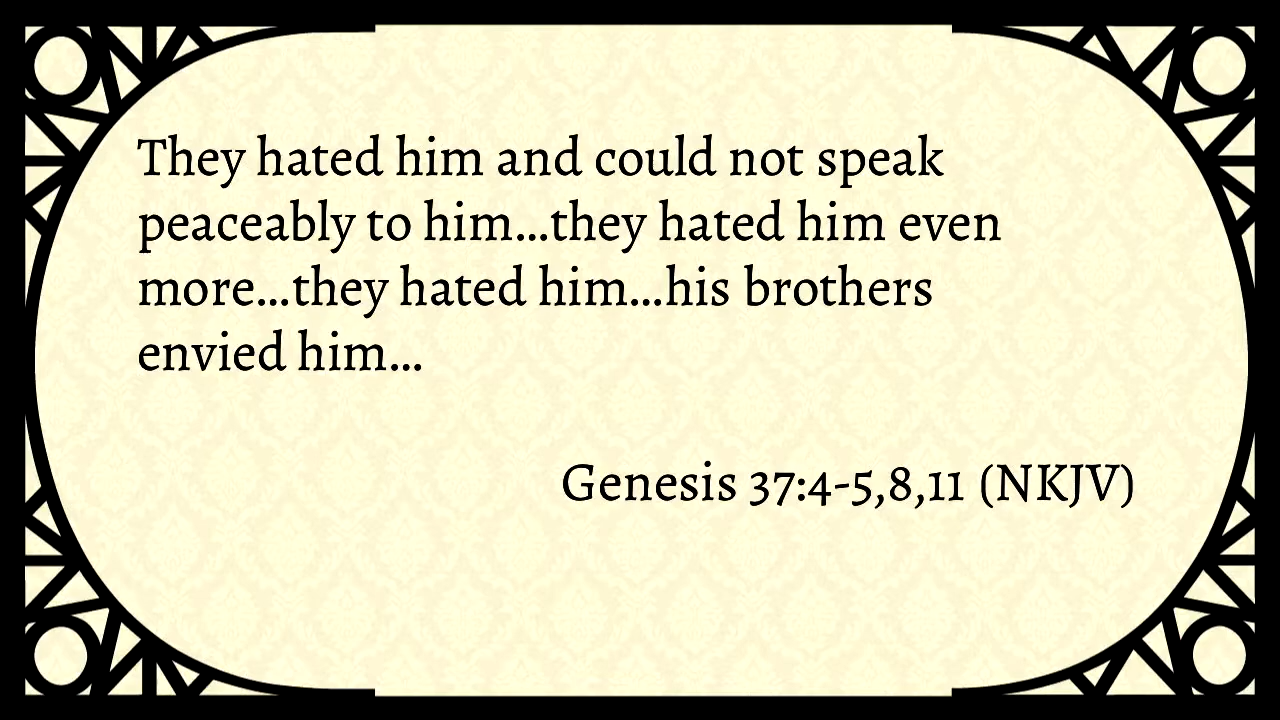 They hated him and could not speak
peaceably to him...they hated him even
more...they hated him...his brothers
envied him...
Genesis 37:4-5,8,11 (NKJV)